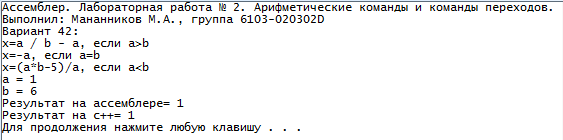 Ассемблер. Лабораторная работа № 2. Арифметические команды и команды переходов.
Выполнил: Мананников М.А., группа 6103-020302D
Вариант 42:
x=a / b - a, если a>b
x=-a, если a=b
x=(a*b-5)/a, если a<b
a = 1
b = 6
Результат на ассемблере= 1
Результат на с++= 1
Для продолжения нажмите любую клавишу . . .